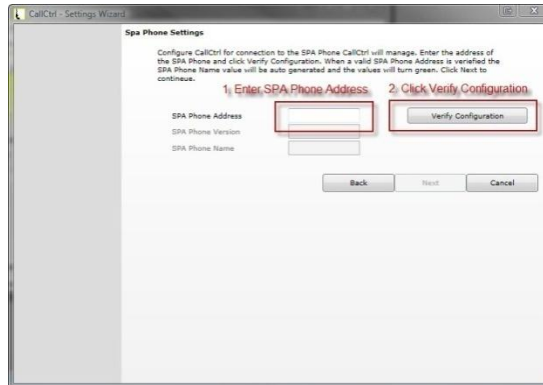 CallCtrl - Settings Wizard
Spa Phone Settings
Configure CallCtrl for connection to the SPA Phone CallCtrl will manage. Enter the address of
the SPA Phone and click Verify Configuration. When a valid SPA Phone Address is veriefied the
SPA Phone Name value will be auto generated and the values will turn green. Click Next to
contineue.
1, Enter SPA Phone Address 2, Click Verify Configuration
SPA Phone Address Verify Configuration
SPA Phone Version
SPA Phone Name
Back Next Cancel